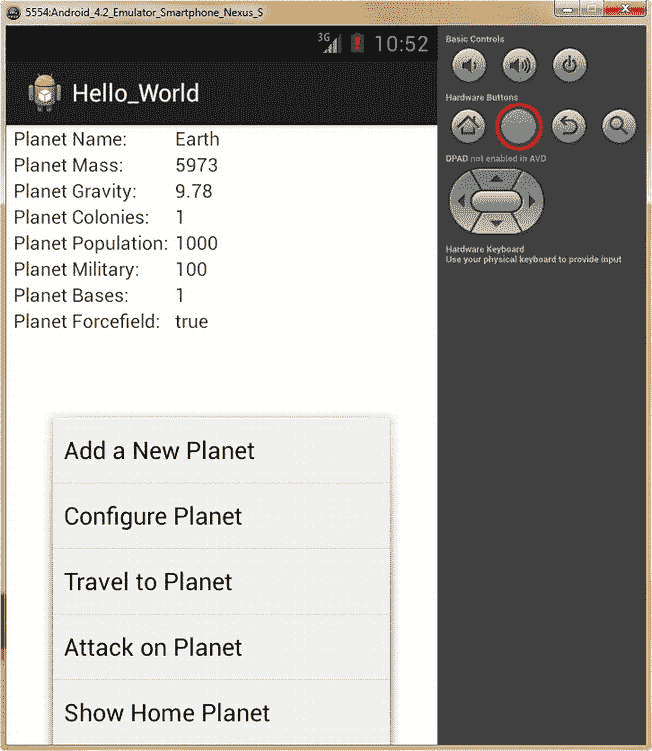 5554:Android_4.2_Emulator_Smartphone_Nexus_S
3G 10:52
Hello_World
Planet Name: Earth
Planet Mass: 5973
Planet Gravity: 9.78
Planet Colonies: 1
Planet Population: 1000
Planet Military: 100
Planet Bases: 1
Planet Forcefield: true
Add a New Planet
Configure Planet
Travel to Planet
Attack on Planet
Show Home Planet
Basic Controls
Hardware Buttons
DPAD not enabled in AVD
Hardware Keyboard
Use your physical keyboard to provide input